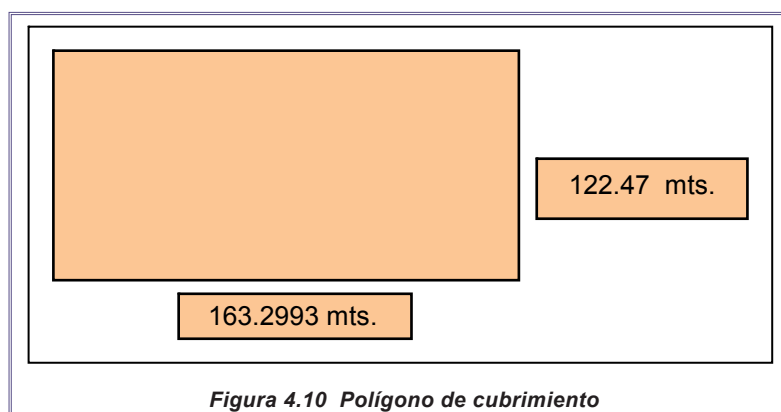 122.47 mts.
163.2993 mts.
Figura 4.10 Polígono de cubrimiento